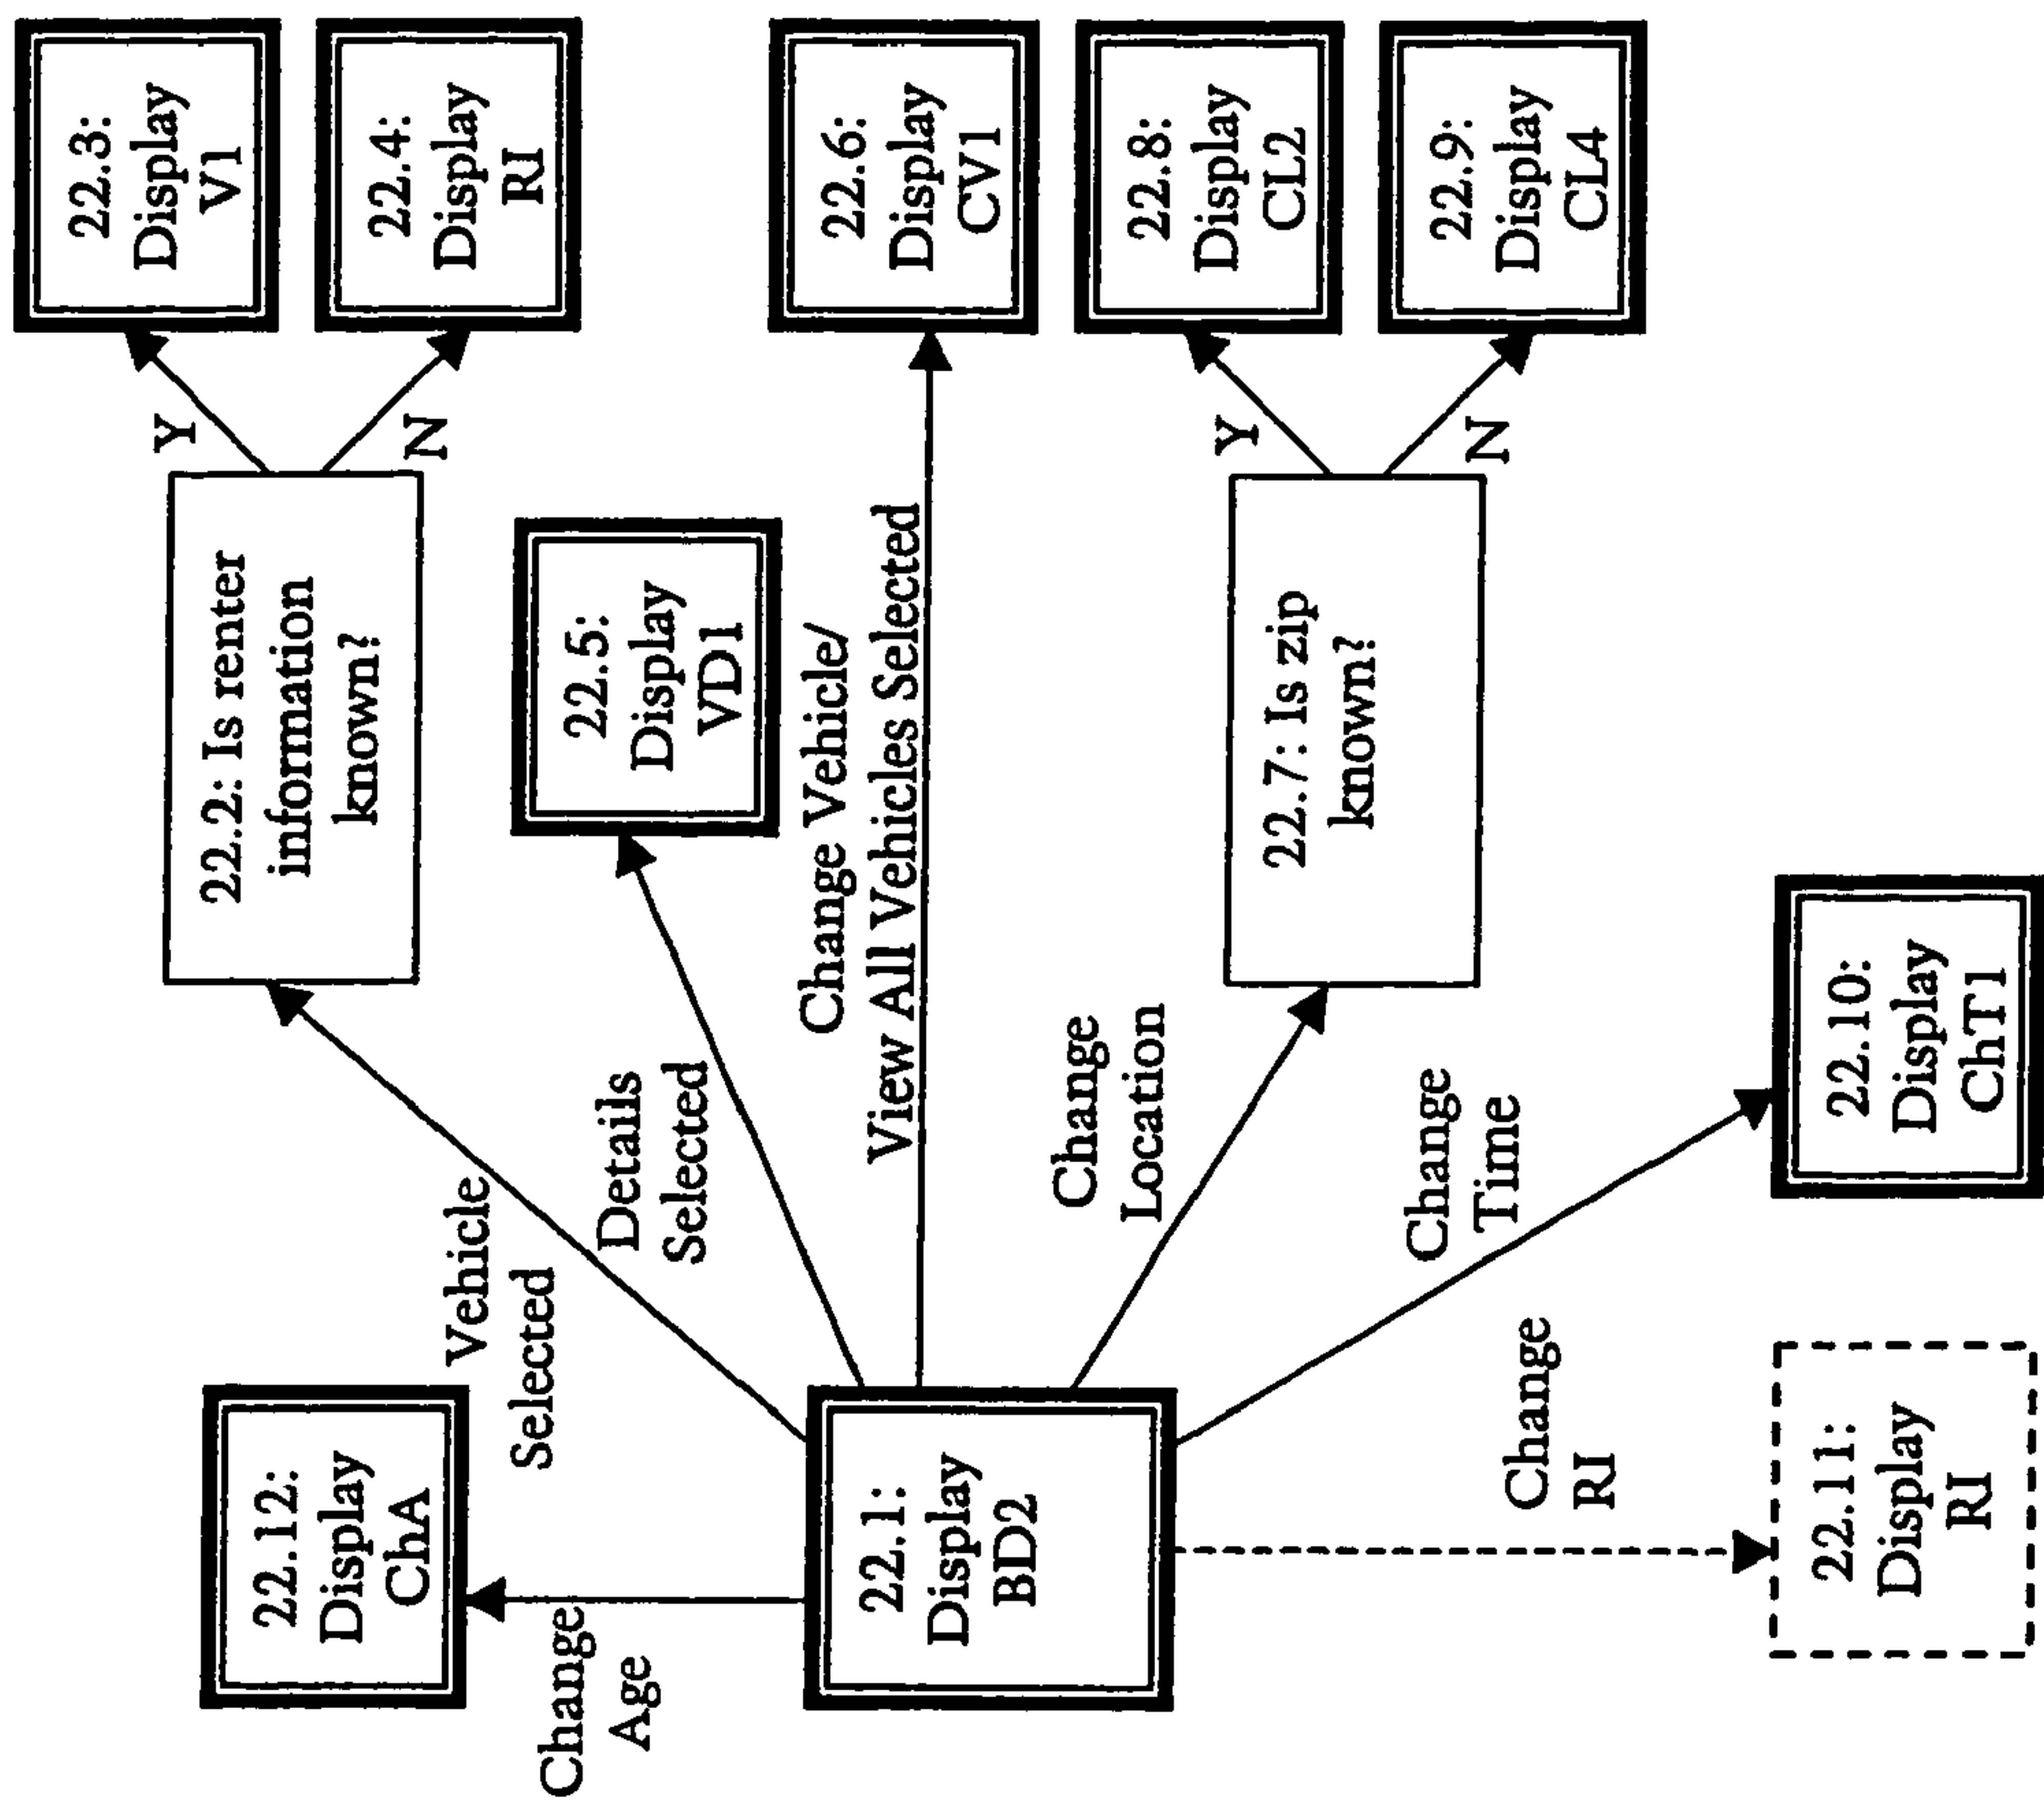 22.12:
Display
ChA
Change
Age
22.1:
Display
BD2
Change
RI
22.11:
Display
RI
Vehicle
Selected
Details
Selected
Change Vehicle/
View All Vehicles Selected
Change
Location
Change
Time
22.10:
Display
ChT1
22.2: Is renter
information
known?
22.5:
Display
VD1
22.7: Is zip
known?
Y
N
Y
N
22.3:
Display
V1
22.4:
Display
RI
22.6:
Display
CV1
22.8:
Display
CL2
22.9:
Display
CL4